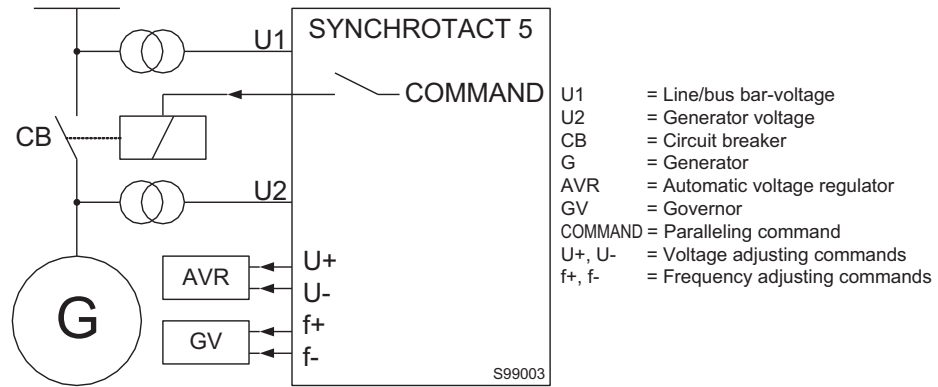 SYNCHROTACT 5
U1
COMMAND
CB
U2
U+
AVR
U-
G
f+
GV
f-
S99003
U1 = Line/bus bar-voltage
U2 = Generator voltage
CB = Circuit breaker
G = Generator
AVR = Automatic voltage regulator
GV = Governor
COMMAND = Paralleling command
U+, U- = Voltage adjusting commands
f+, f- = Frequency adjusting commands